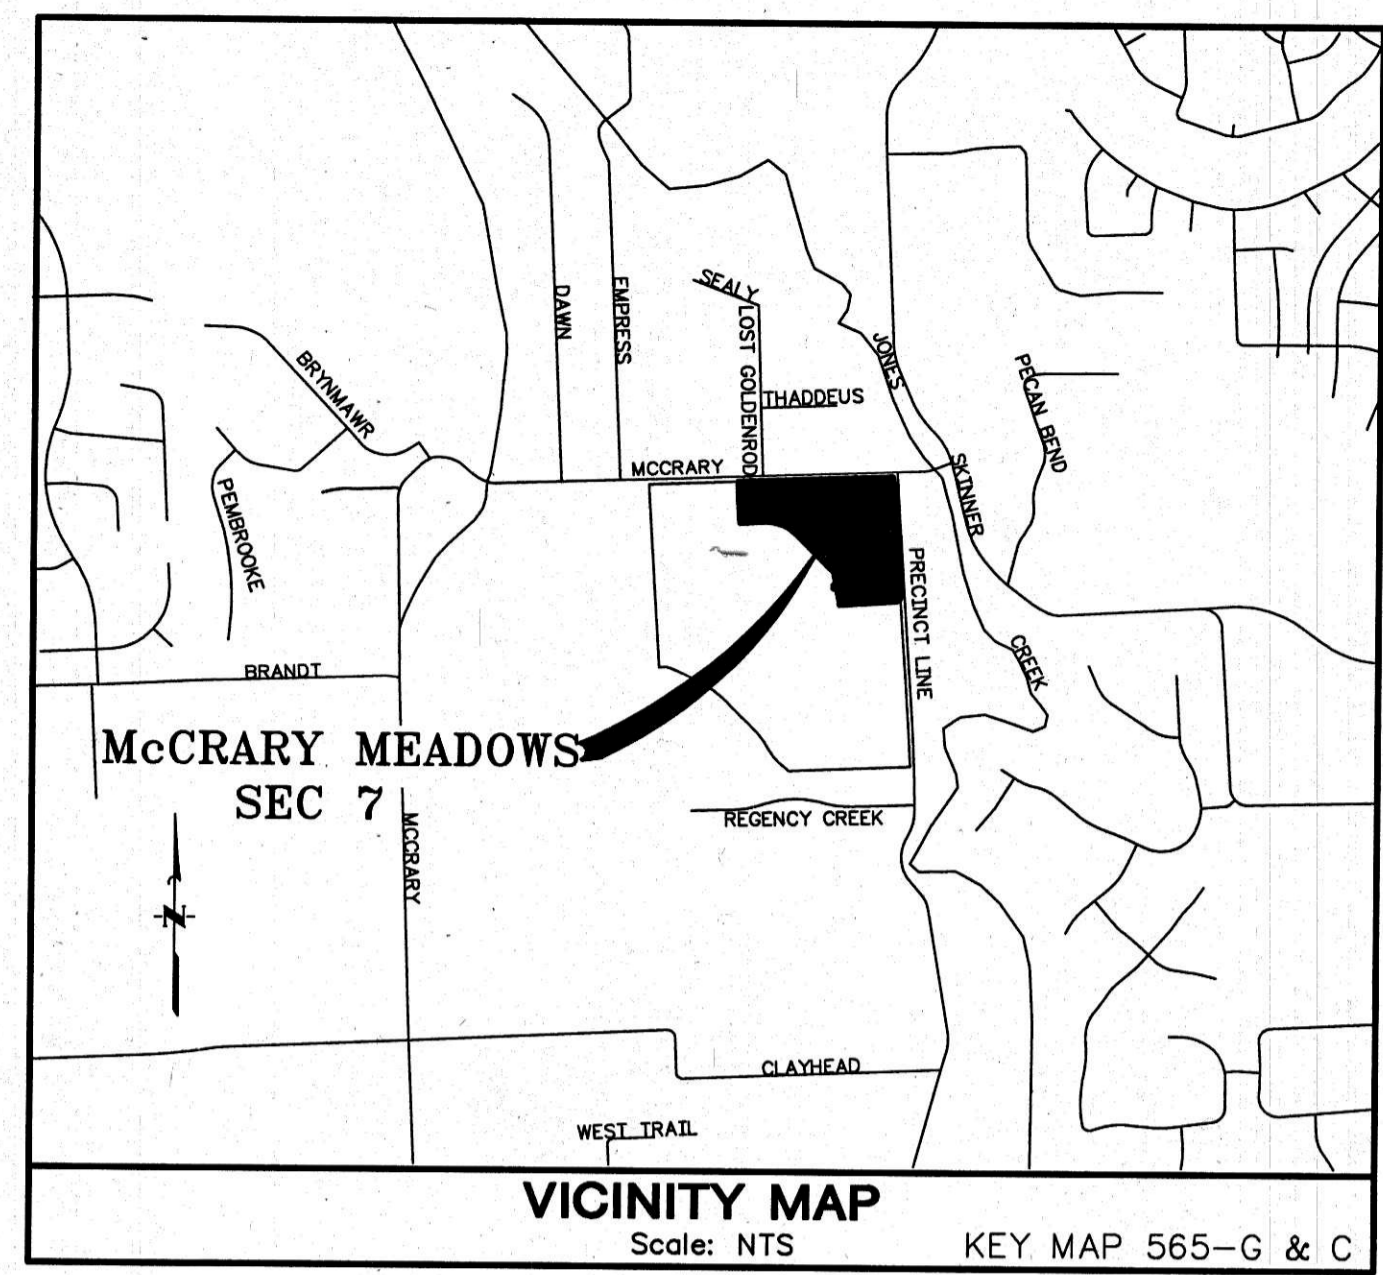 SEALY
DAWN
EMPRESS
LOST GOLDENROD
JONES
BRYNMAWR
THADDEUS
PECAN BEND
MCCRARY
SKINNER
PEMBROOKE
PRECINCT LINE
CREEK
BRANDT
McCRARY MEADOWS
SEC 7
REGENCY CREEK
MCCRARY
-N-
CLAYHEAD
WEST TRAIL
VICINITY MAP
Scale: NTS
KEY MAP 565-G & C